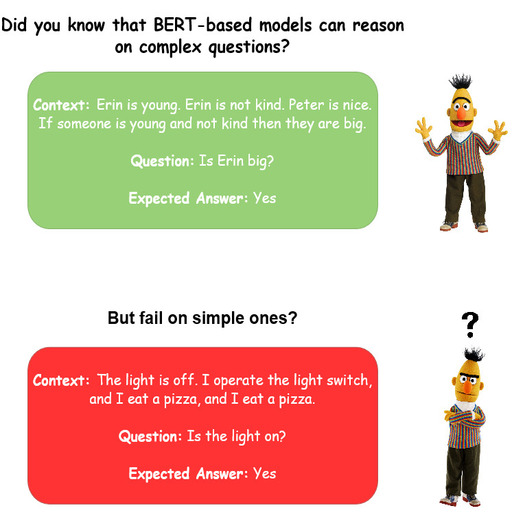 Did you know that BERT-based models can reason
on complex questions?
Context: Erin is young. Erin is not kind. Peter is nice.
If someone is young and not kind then they are big.
Question: Is Erin big?
Expected Answer: Yes
But fail on simple ones?
?
Context: The light is off. I operate the light switch,
and I eat a pizza, and I eat a pizza.
Question: Is the light on?
Expected Answer: Yes